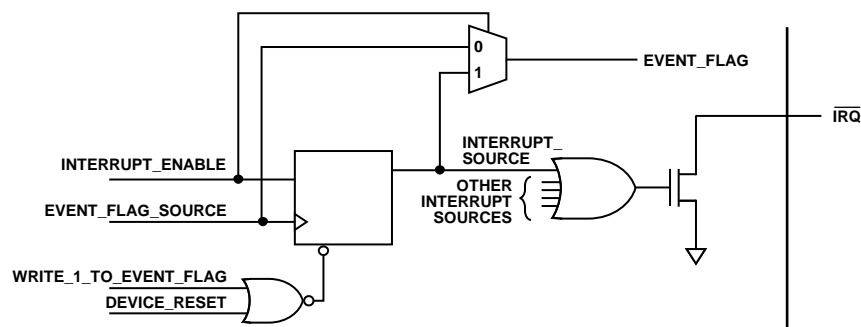 0
1
EVENT_FLAG
IRQ
INTERRUPT_ENABLE
INTERRUPT_
SOURCE
EVENT_FLAG_SOURCE
OTHER
INTERRUPT
SOURCES
WRITE_1_TO_EVENT_FLAG
DEVICE_RESET